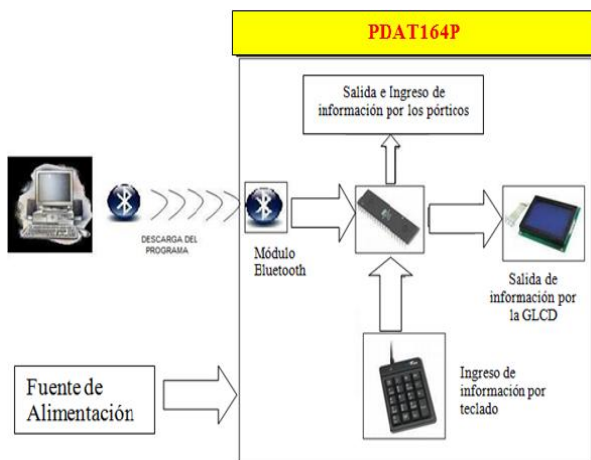 PDAT164P
Salida e Ingreso de
información por los pórticos
DESCARGA DEL
PROGRAMA
Módulo
Bluetooth
Salida de
información por
la GLCD
Fuente de
Alimentación
Ingreso de
información por
teclado